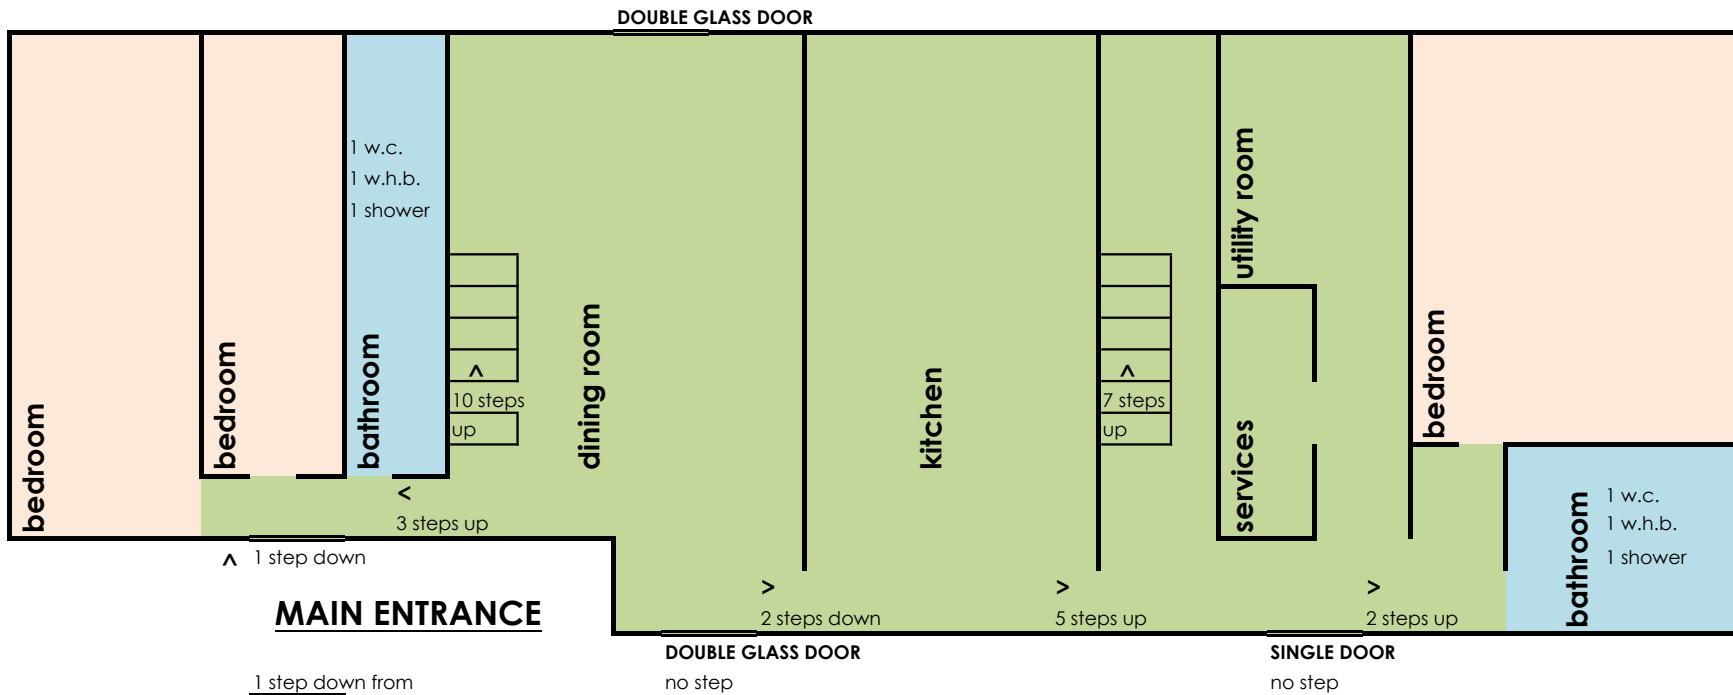 DOUBLE GLASS DOOR
1 w.c.
1 w.h.b.
1 shower
bedroom
bedroom
bathroom
10 steps
up
dining room
kitchen
7 steps
up
utility room
services
bedroom
bathroom
1 w.c.
1 w.h.b.
1 shower
<
3 steps up
^
^
^ 1 step down
MAIN ENTRANCE
1 step down from
>
2 steps down
>
5 steps up
>
2 steps up
DOUBLE GLASS DOOR
no step
SINGLE DOOR
no step